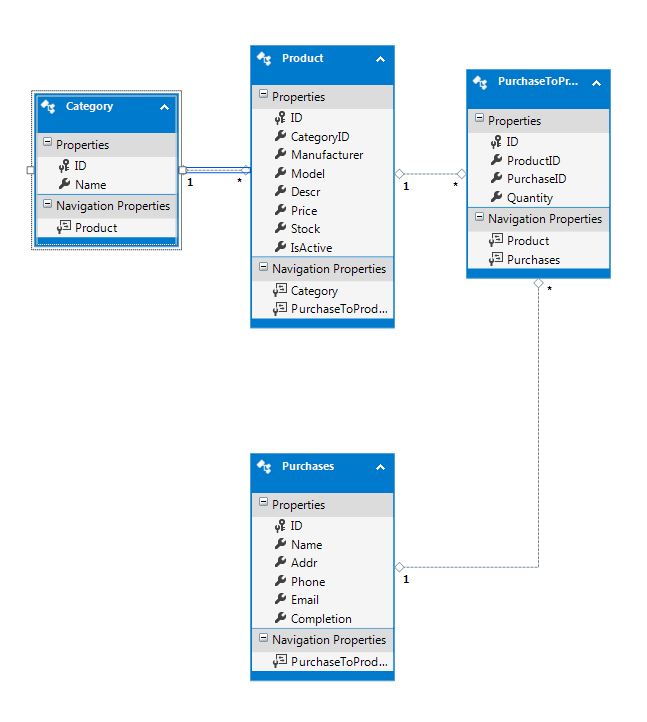 Category
Properties
ID
Name
Navigation Properties
Product
1
*
Product
Properties
ID
CategoryID
Manufacturer
Model
Descr
Price
Stock
IsActive
Navigation Properties
Category
PurchaseToProd...
1
*
PurchaseToPr...
Properties
ID
ProductID
PurchaseID
Quantity
Navigation Properties
Product
Purchases
*
Purchases
Properties
ID
Name
Addr
Phone
Email
Completion
Navigation Properties
PurchaseToProd...
1